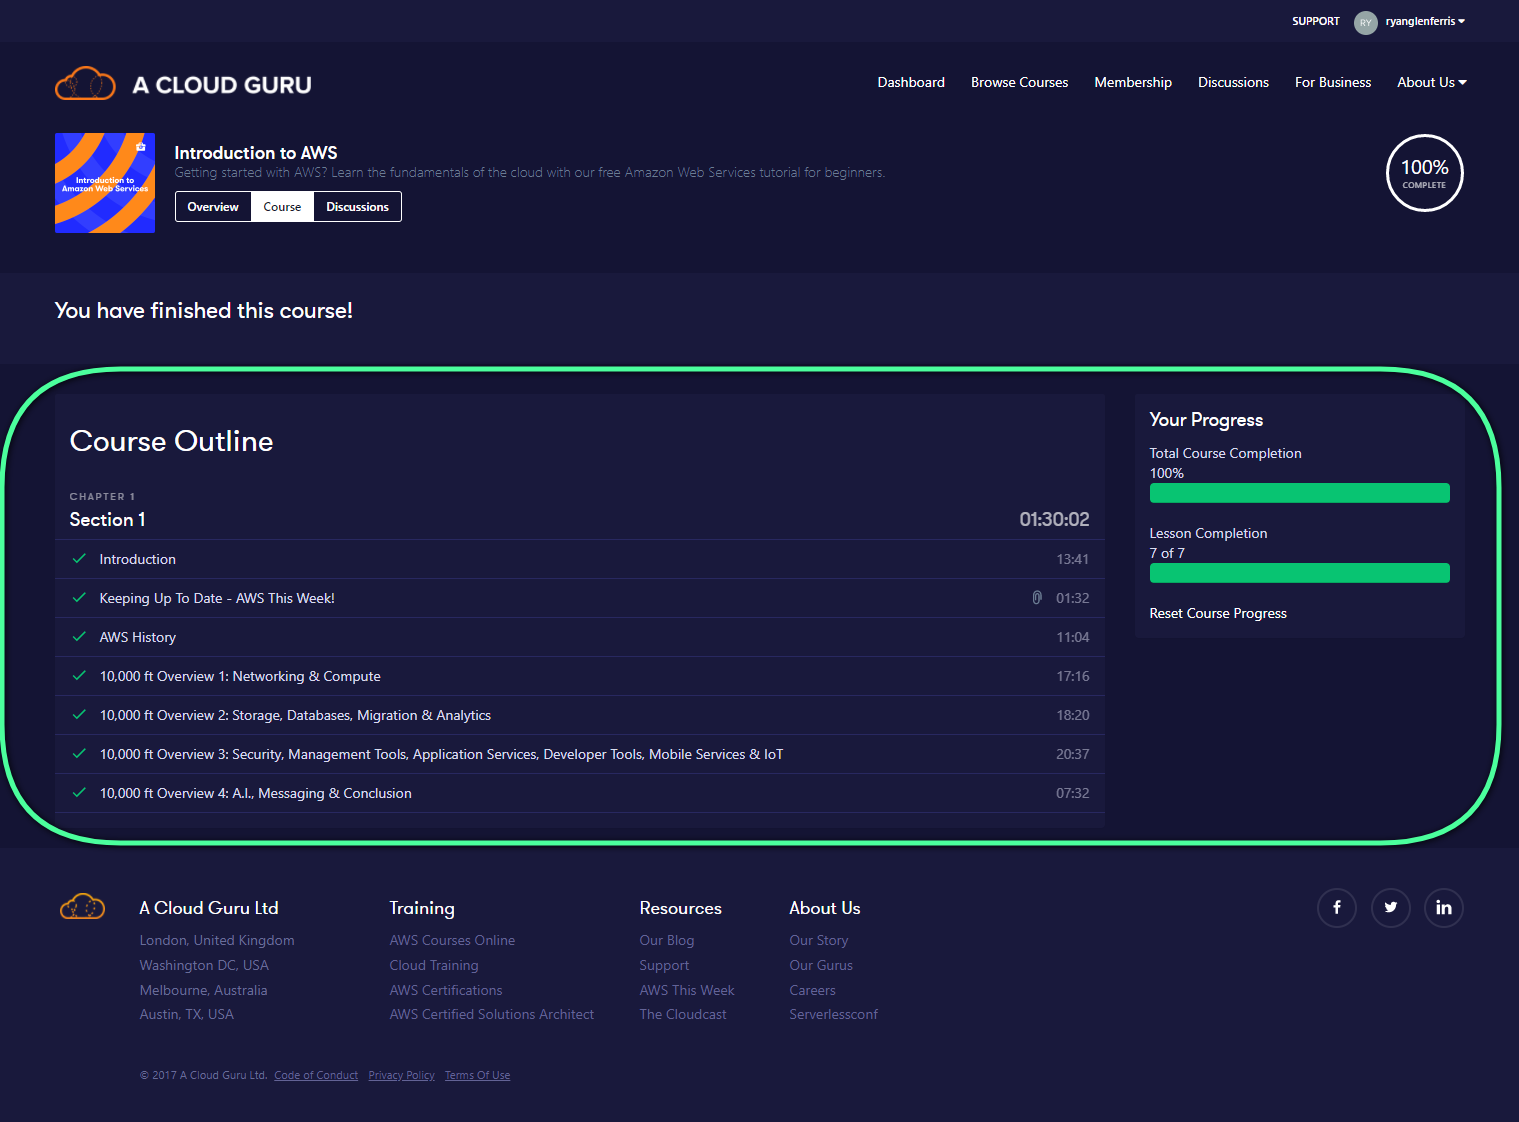 SUPPORT RY ryanglenferris
A CLOUD GURU
Dashboard Browse Courses Membership Discussions For Business About Us
Introduction to
Amazon Web Services
Introduction to AWS
Getting started with AWS? Learn the fundamentals of the cloud with our free Amazon Web Services tutorial for beginners.
Overview Course Discussions
100%
COMPLETE
You have finished this course!
Course Outline
CHAPTER 1
Section 1 01:30:02
Introduction 13:41
Keeping Up To Date - AWS This Week! 01:32
AWS History 11:04
10,000 ft Overview 1: Networking & Compute 17:16
10,000 ft Overview 2: Storage, Databases, Migration & Analytics 18:20
10,000 ft Overview 3: Security, Management Tools, Application Services, Developer Tools, Mobile Services & IoT 20:37
10,000 ft Overview 4: A.I., Messaging & Conclusion 07:32
Your Progress
Total Course Completion
100%
Lesson Completion
7 of 7
Reset Course Progress
A Cloud Guru Ltd
London, United Kingdom
Washington DC, USA
Melbourne, Australia
Austin, TX, USA
Training
AWS Courses Online
Cloud Training
AWS Certifications
AWS Certified Solutions Architect
Resources
Our Blog
Support
AWS This Week
The Cloudcast
About Us
Our Story
Our Gurus
Careers
Serverlessconf
f in
© 2017 A Cloud Guru Ltd. Code of Conduct Privacy Policy Terms Of Use